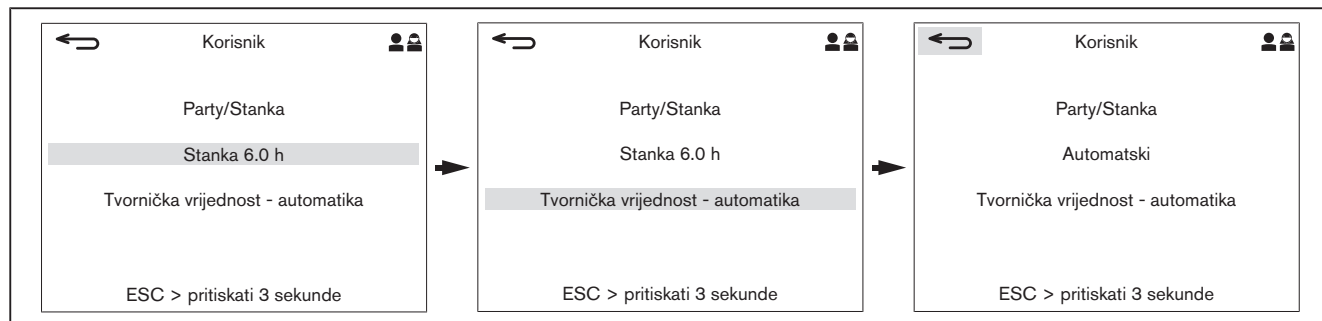 Korisnik
Party/Stanka
Stanka 6.0 h
Tvornička vrijednost - automatika
ESC > pritiskati 3 sekunde
Korisnik
Party/Stanka
Stanka 6.0 h
Tvornička vrijednost - automatika
ESC > pritiskati 3 sekunde
Korisnik
Party/Stanka
Automatski
Tvornička vrijednost - automatika
ESC > pritiskati 3 sekunde